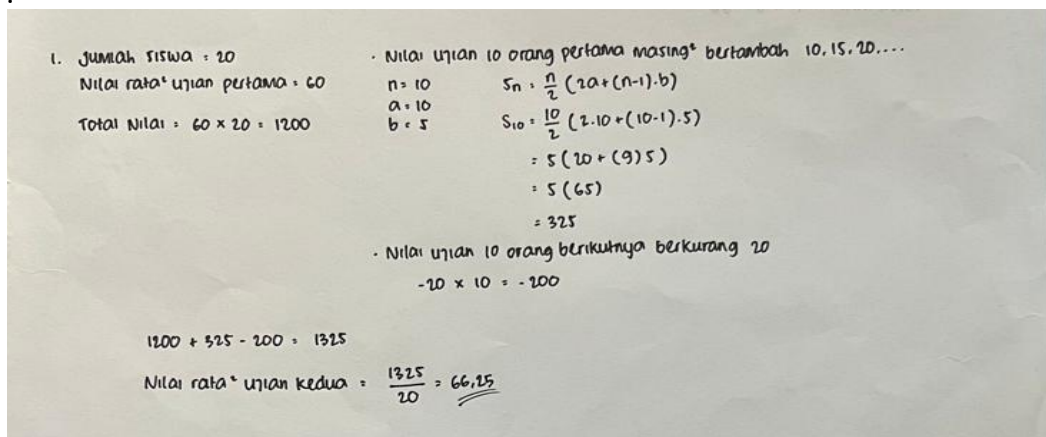 1. Jumlah siswa : 20
Nilai rata² ujian pertama : 60
Total Nilai : 60 × 20 = 1200
· Nilai ujian 10 orang pertama masing² bertambah 10, 15, 20, ....
n = 10
a = 10
b = 5
Sn = n/2 (2a + (n-1).b)
S10 = 10/2 (2.10 + (10-1).5)
= 5 (20 + (9)5)
= 5 (65)
= 325
· Nilai ujian 10 orang berikutnya berkurang 20
-20 × 10 = -200
1200 + 325 - 200 = 1325
Nilai rata² ujian kedua = 1325/20 = 66,25